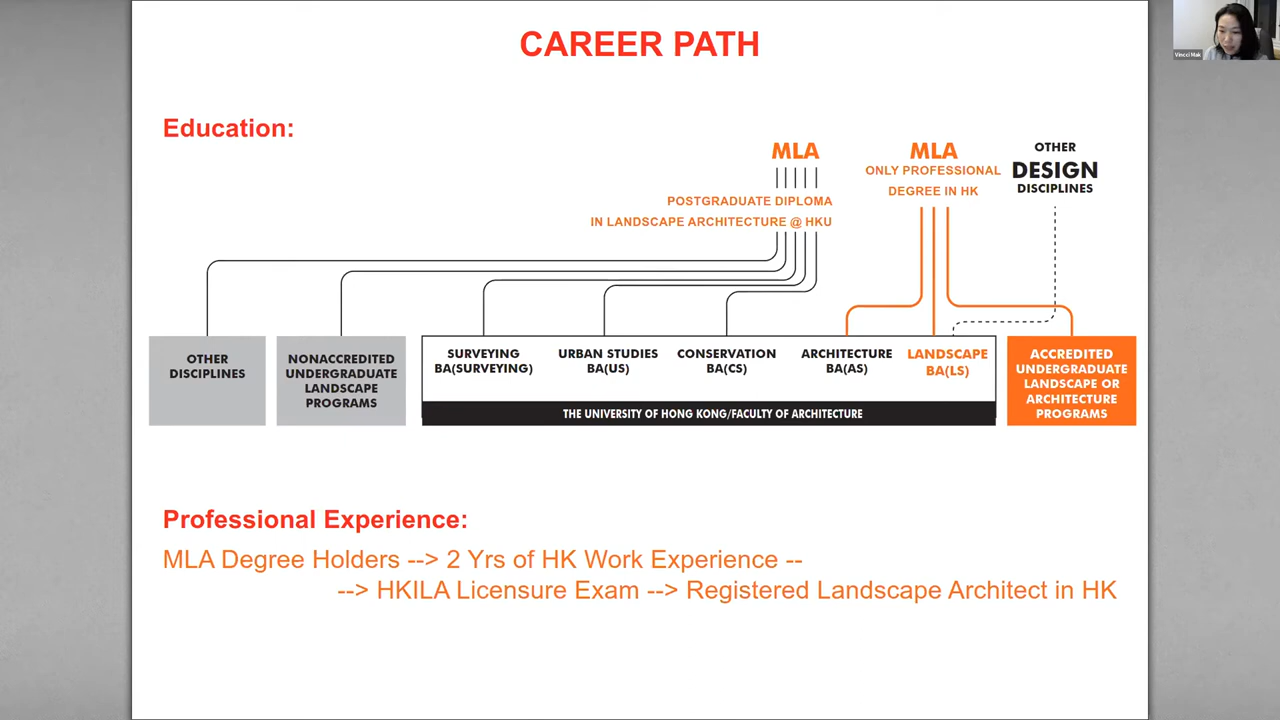 CAREER PATH
Vincci Mak
Education:
MLA
POSTGRADUATE DIPLOMA
IN LANDSCAPE ARCHITECTURE @ HKU
MLA
ONLY PROFESSIONAL
DEGREE IN HK
OTHER
DESIGN
DISCIPLINES
OTHER
DISCIPLINES
NONACCREDITED
UNDERGRADUATE
LANDSCAPE
PROGRAMS
SURVEYING
BA(SURVEYING)
URBAN STUDIES
BA(US)
CONSERVATION
BA(CS)
ARCHITECTURE
BA(AS)
LANDSCAPE
BA(LS)
THE UNIVERSITY OF HONG KONG/FACULTY OF ARCHITECTURE
ACCREDITED
UNDERGRADUATE
LANDSCAPE OR
ARCHITECTURE
PROGRAMS
Professional Experience:
MLA Degree Holders --> 2 Yrs of HK Work Experience --
--> HKILA Licensure Exam --> Registered Landscape Architect in HK